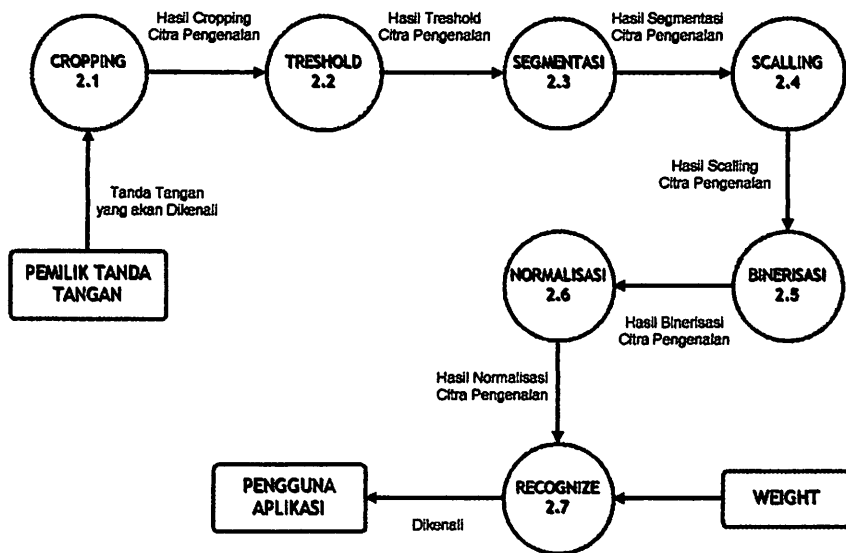 Hasil Cropping
Citra Pengenalan
Hasil Treshold
Citra Pengenalan
Hasil Segmentasi
Citra Pengenalan
CROPPING
2.1
TRESHOLD
2.2
SEGMENTASI
2.3
SCALLING
2.4
Hasil Scalling
Citra Pengenalan
Tanda Tangan
yang akan Dikenali
PEMILIK TANDA
TANGAN
NORMALISASI
2.6
BINERISASI
2.5
Hasil Binerisasi
Citra Pengenalan
Hasil Normalisasi
Citra Pengenalan
PENGGUNA
APLIKASI
RECOGNIZE
2.7
WEIGHT
Dikenali